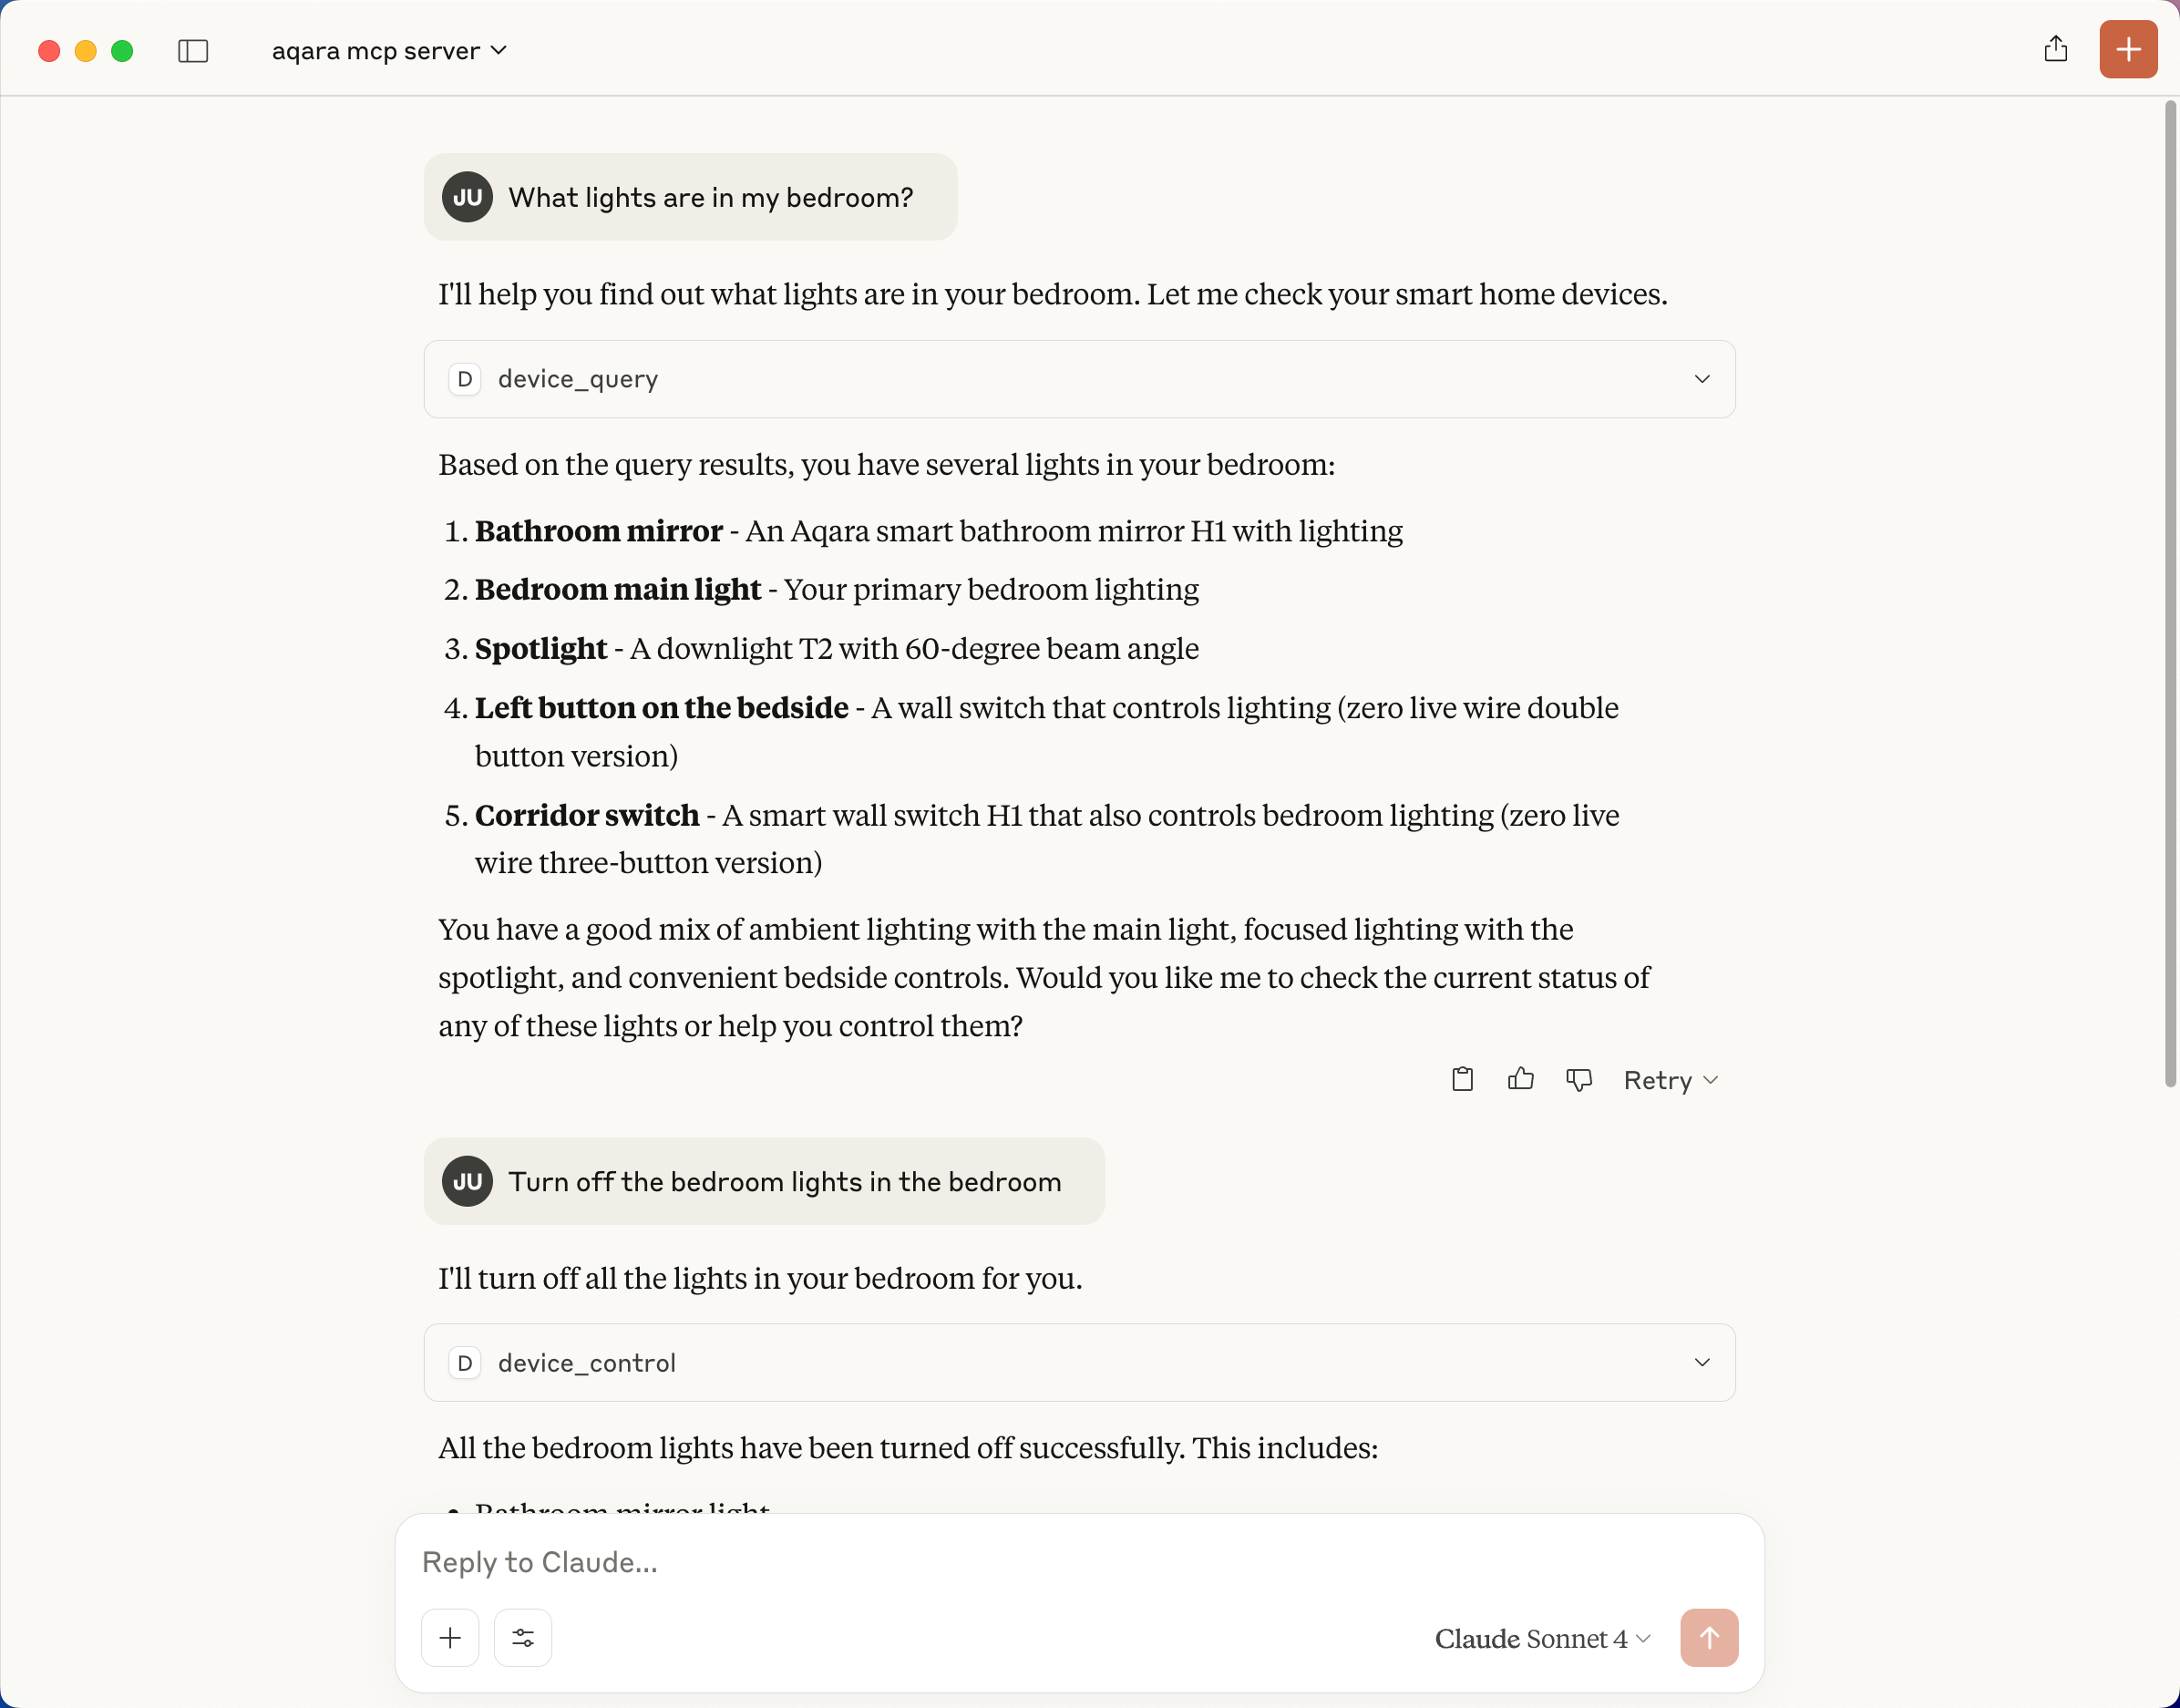 aqara mcp server
JU What lights are in my bedroom?
I'll help you find out what lights are in your bedroom. Let me check your smart home devices.
D device_query
Based on the query results, you have several lights in your bedroom:
1. Bathroom mirror - An Aqara smart bathroom mirror H1 with lighting
2. Bedroom main light - Your primary bedroom lighting
3. Spotlight - A downlight T2 with 60-degree beam angle
4. Left button on the bedside - A wall switch that controls lighting (zero live wire double
button version)
5. Corridor switch - A smart wall switch H1 that also controls bedroom lighting (zero live
wire three-button version)
You have a good mix of ambient lighting with the main light, focused lighting with the
spotlight, and convenient bedside controls. Would you like me to check the current status of
any of these lights or help you control them?
Retry
JU Turn off the bedroom lights in the bedroom
I'll turn off all the lights in your bedroom for you.
D device_control
All the bedroom lights have been turned off successfully. This includes:
• Bathroom mirror light
Reply to Claude...
Claude Sonnet 4